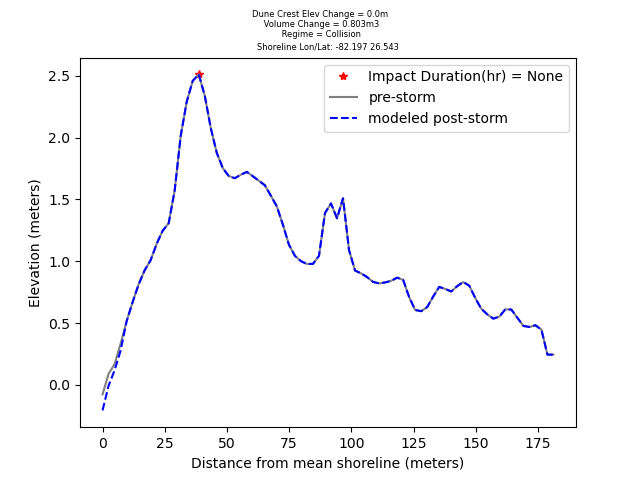 Dune Crest Elev Change = 0.0m
Volume Change = 0.803m3
Regime = Collision
Shoreline Lon/Lat: -82.197 26.543
Impact Duration(hr) = None
pre-storm
modeled post-storm
2.5
2.0
1.5
1.0
0.5
0.0
Elevation (meters)
0 25 50 75 100 125 150 175
Distance from mean shoreline (meters)